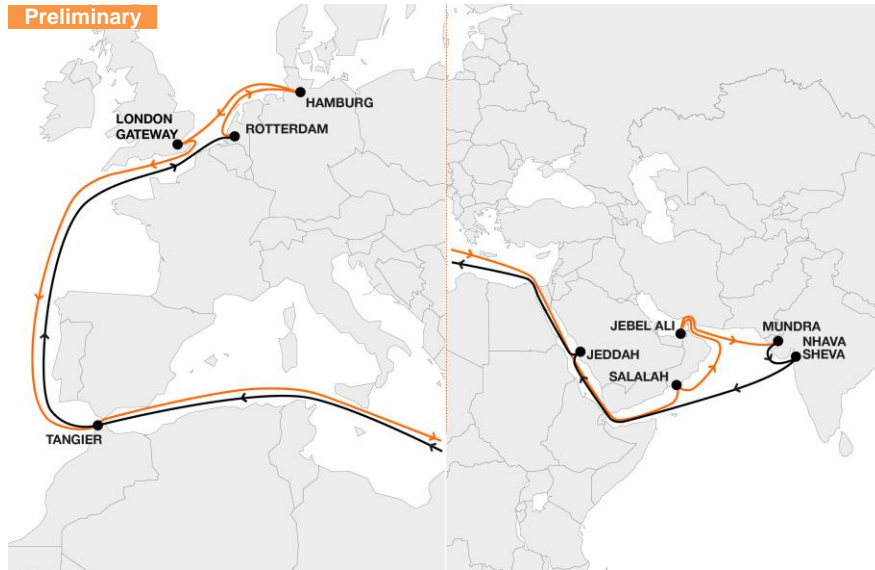 Preliminary
HAMBURG
LONDON
GATEWAY
ROTTERDAM
TANGIER
JEBEL ALI
MUNDRA
NHAVA
SHEVA
JEDDAH
SALALAH